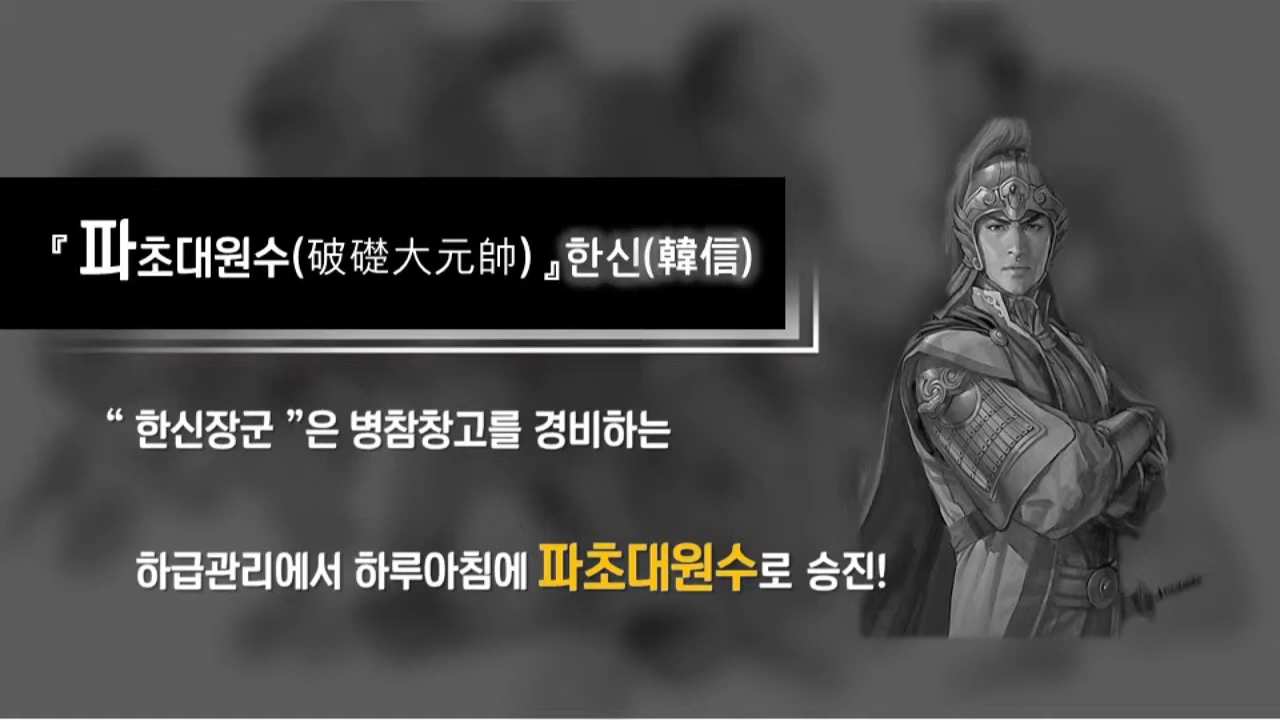 『 파초대원수(破礎大元帥) 』한신(韓信)
“ 한신장군 ”은 병참창고를 경비하는
하급관리에서 하루아침에 파초대원수로 승진!